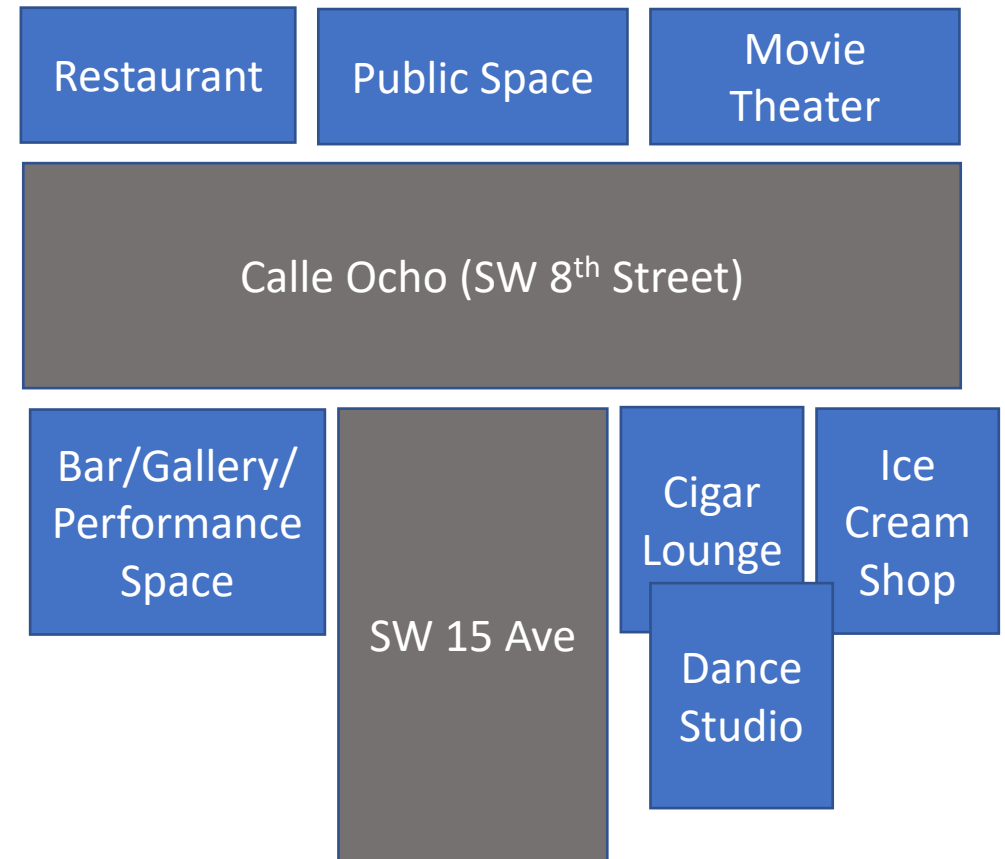 Restaurant
Public Space
Movie
Theater
Calle Ocho (SW 8th Street)
Bar/Gallery/
Performance
Space
SW 15 Ave
Cigar
Lounge
Ice
Cream
Shop
Dance
Studio